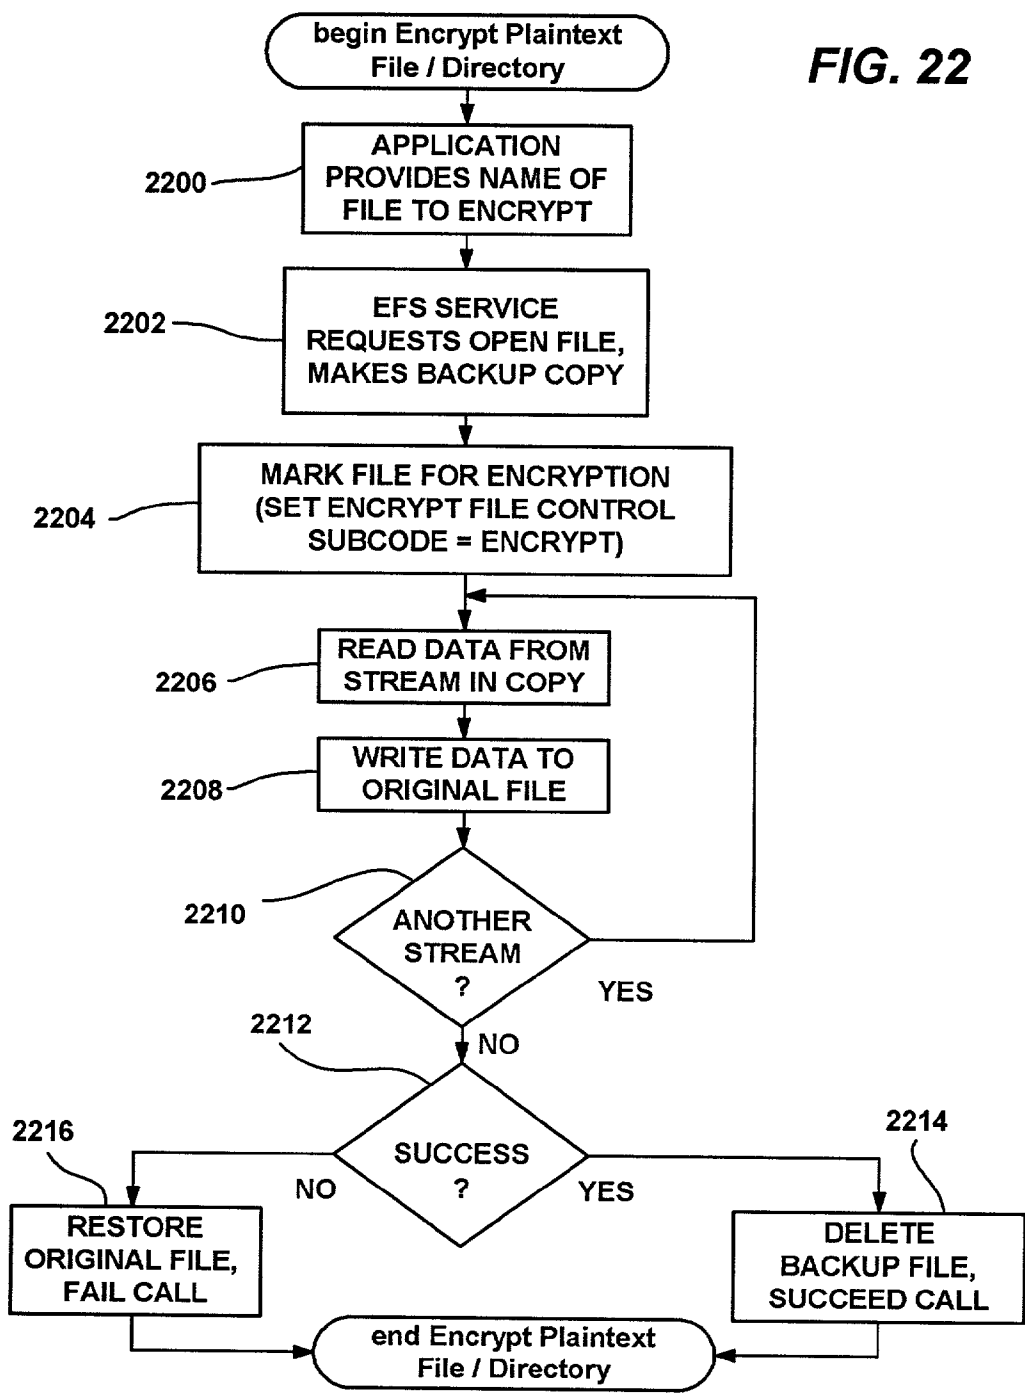 begin Encrypt Plaintext
File / Directory
FIG. 22
2200
APPLICATION
PROVIDES NAME OF
FILE TO ENCRYPT
2202
EFS SERVICE
REQUESTS OPEN FILE,
MAKES BACKUP COPY
2204
MARK FILE FOR ENCRYPTION
(SET ENCRYPT FILE CONTROL
SUBCODE = ENCRYPT)
2206
READ DATA FROM
STREAM IN COPY
2208
WRITE DATA TO
ORIGINAL FILE
2210
ANOTHER
STREAM
?
YES
NO
2212
SUCCESS
?
NO
YES
2216
RESTORE
ORIGINAL FILE,
FAIL CALL
2214
DELETE
BACKUP FILE,
SUCCEED CALL
end Encrypt Plaintext
File / Directory